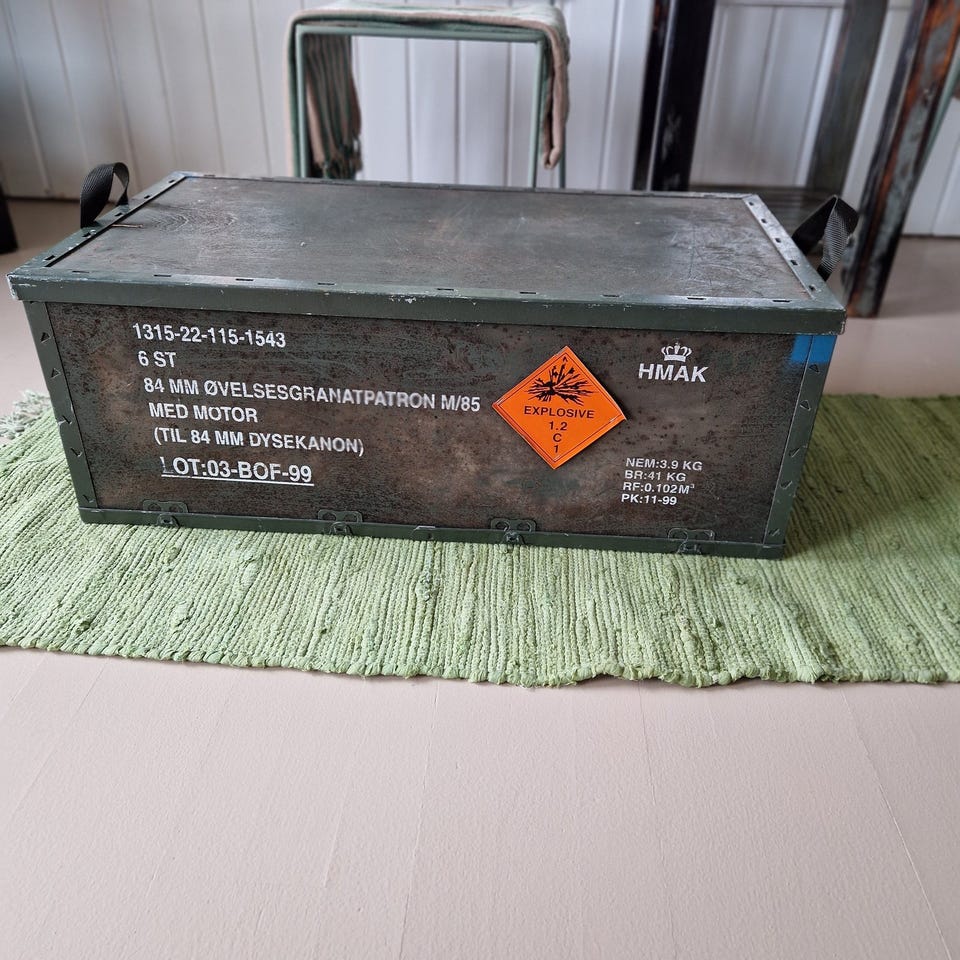 1315-22-115-1543
6 ST
84 MM ØVELSESGRANATPATRON M/85
MED MOTOR
(TIL 84 MM DYSEKANON)
LOT:03-BOF-99
EXPLOSIVE
1.2
C
1
HMAK
NEM:3.9 KG
BR:41 KG
RF:0.102M³
PK:11-99